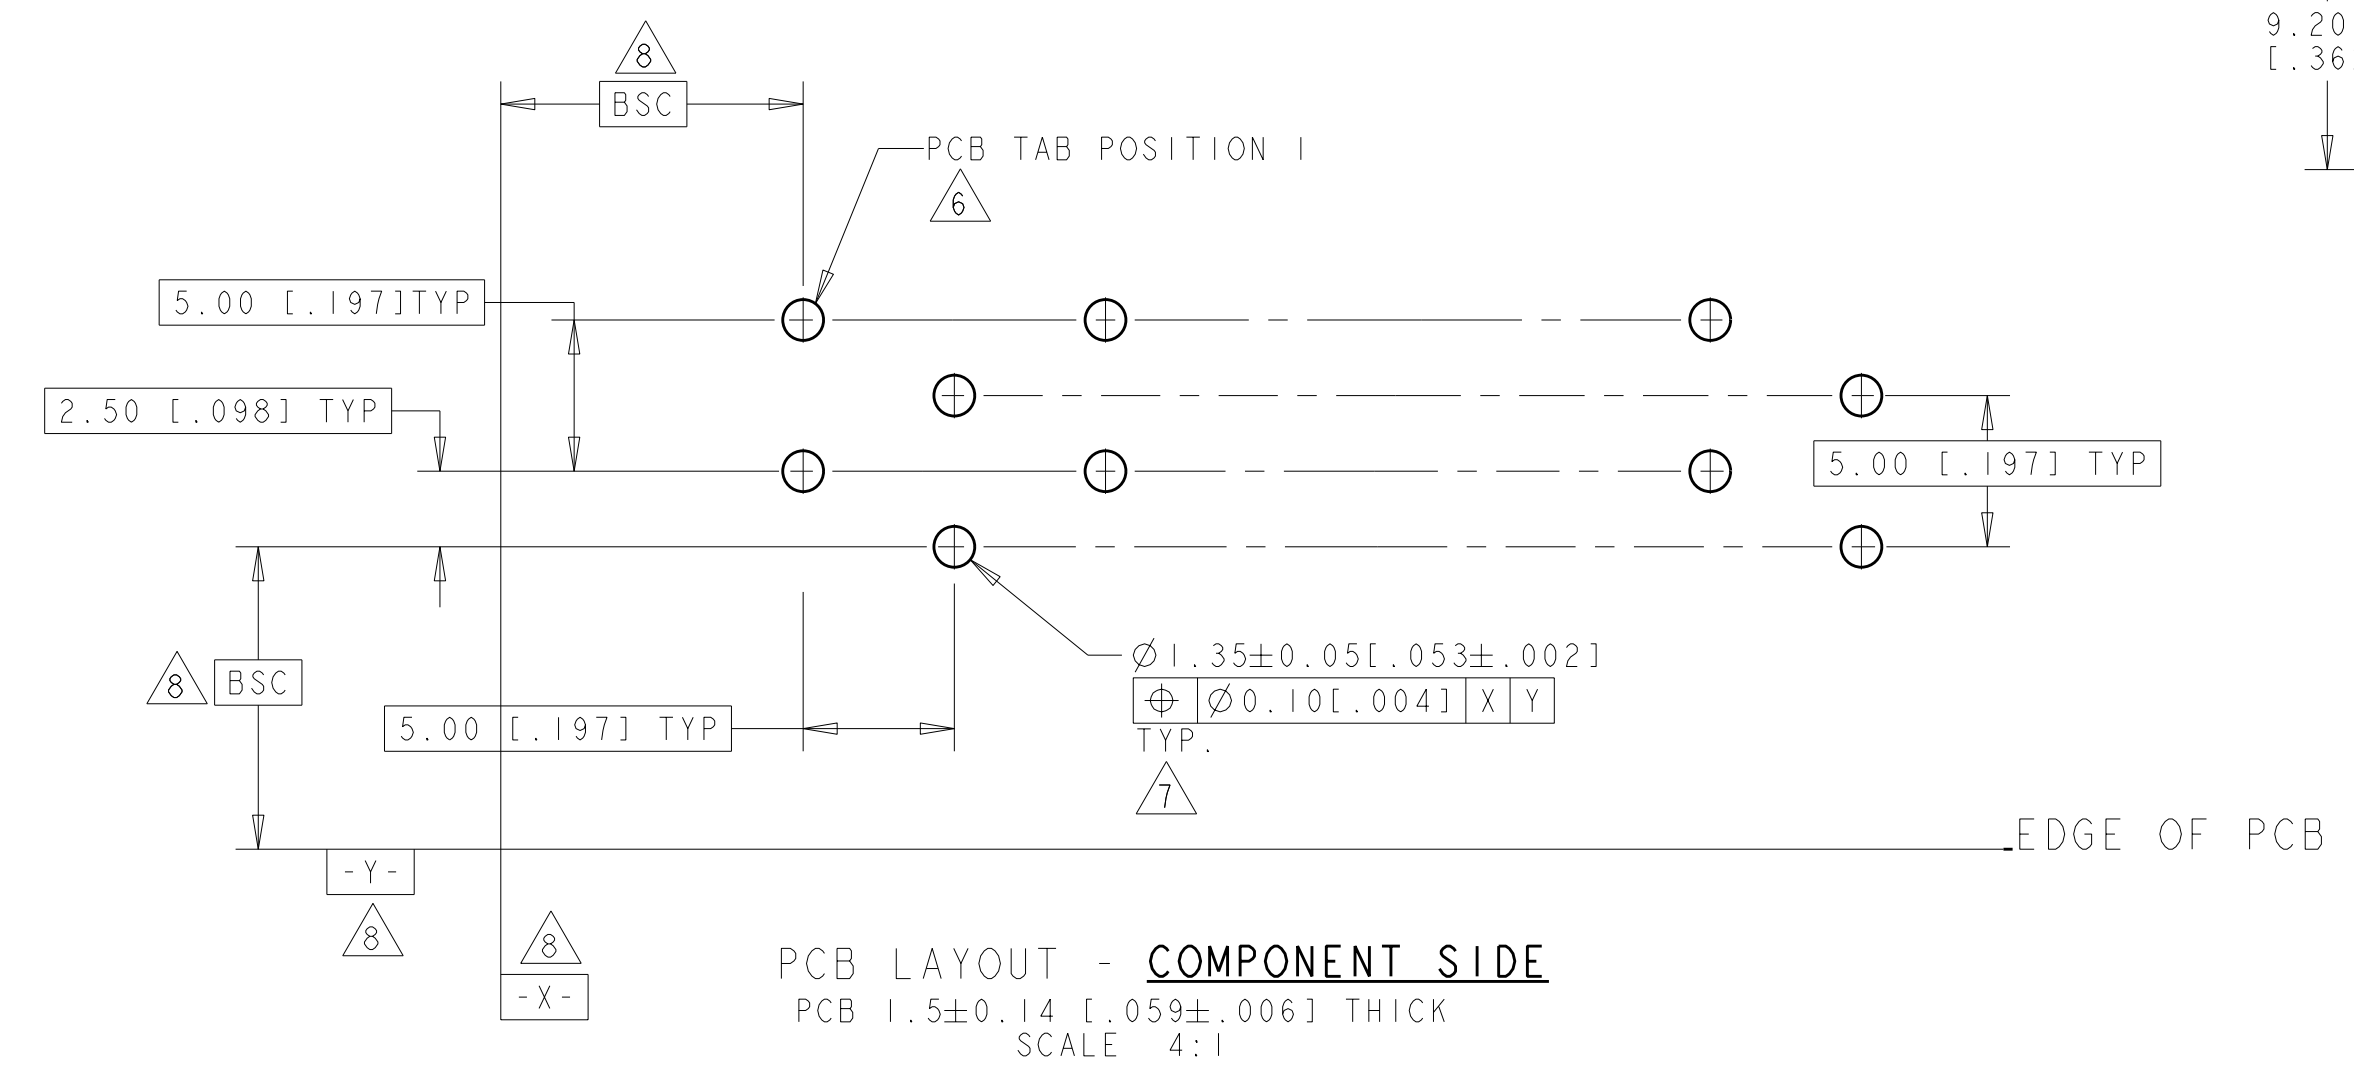 8
BSC
9.20
[.36
PCB TAB POSITION 1
6
5.00 [.197]TYP
2.50 [.098] TYP
5.00 [.197] TYP
8
BSC
Ø1.35±0.05[.053±.002]
Ø0.10[.004] X Y
TYP.
7
5.00 [.197] TYP
EDGE OF PCB
-Y-
8
8
-X-
PCB LAYOUT - COMPONENT SIDE
PCB 1.5±0.14 [.059±.006] THICK
SCALE 4:1